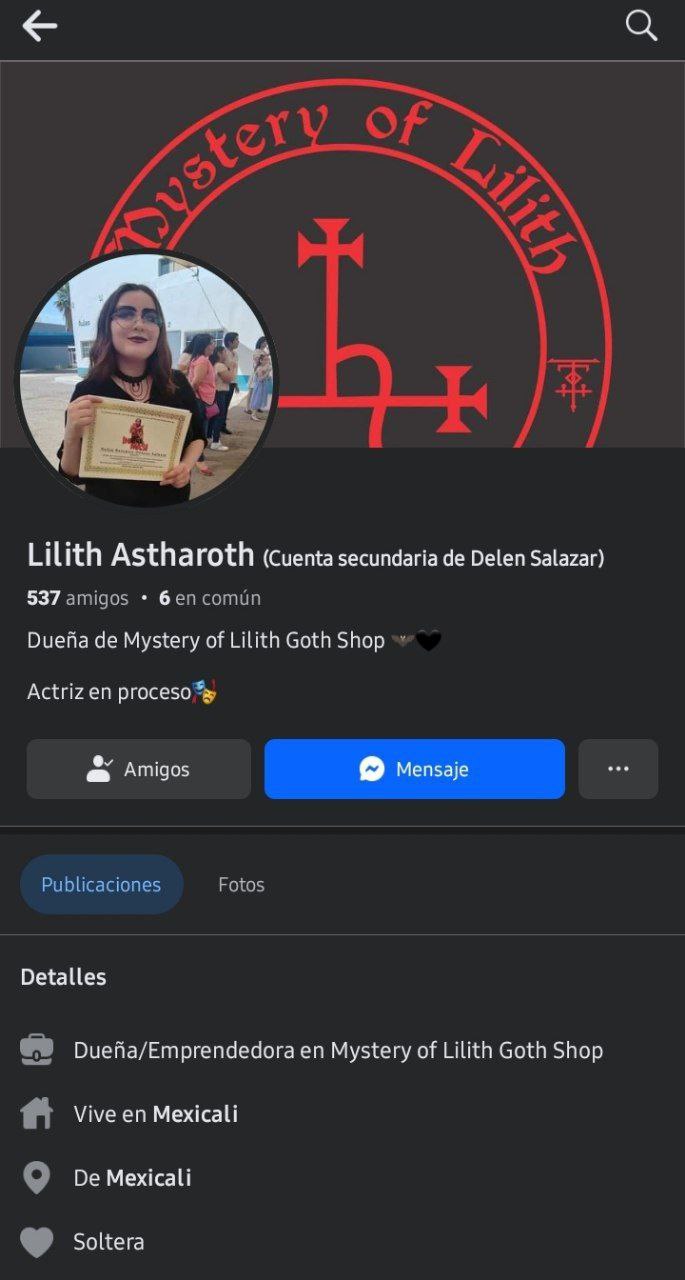 Mystery of Lilith
Lilith Astharoth (Cuenta secundaria de Delen Salazar)
537 amigos • 6 en común
Dueña de Mystery of Lilith Goth Shop 🦇🖤
Actriz en proceso🎭
Amigos
Mensaje
Publicaciones
Fotos
Detalles
Dueña/Emprendedora en Mystery of Lilith Goth Shop
Vive en Mexicali
De Mexicali
Soltera